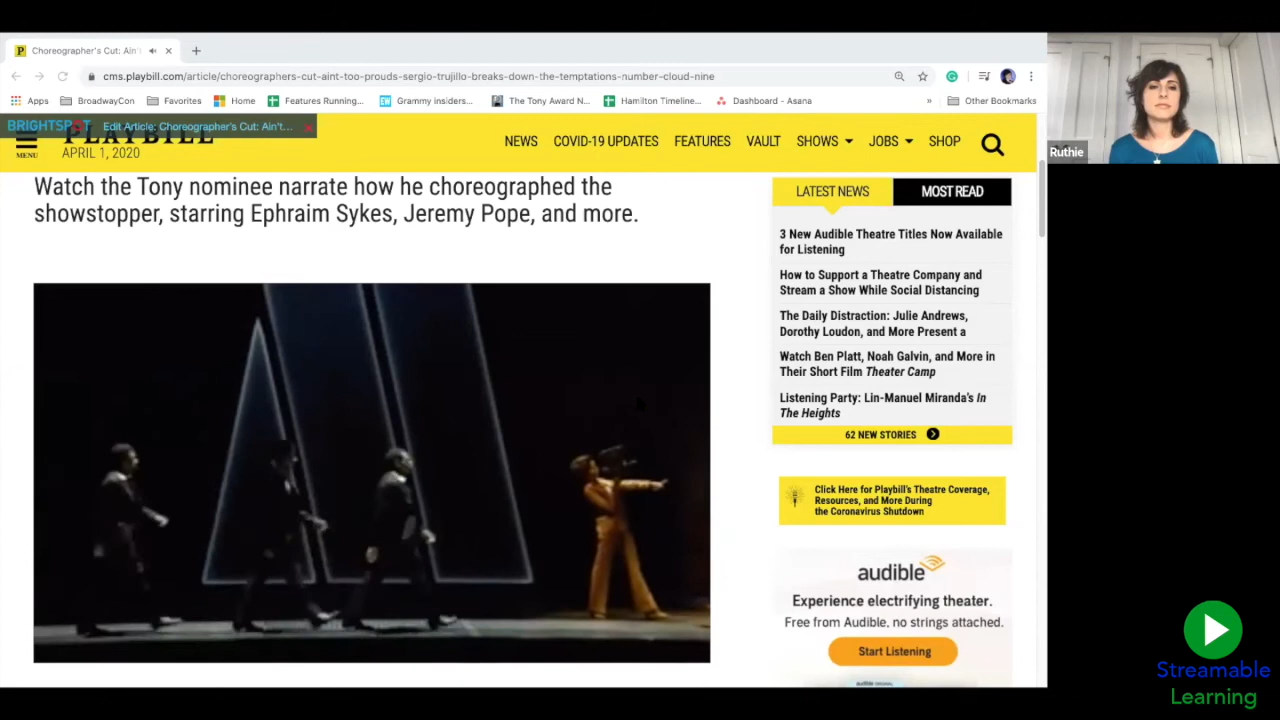 Choreographer's Cut: Ain't
cms.playbill.com/article/choreographers-cut-aint-too-prouds-sergio-trujillo-breaks-down-the-temptations-number-cloud-nine
Apps BroadwayCon Favorites Home Features Running... Grammy insiders... The Tony Award N... Hamilton Timeline... Dashboard - Asana » Other Bookmarks
BRIGHTSPOT Edit Article: Choreographer's Cut: Ain't...
PLAYBILL
MENU
APRIL 1, 2020
NEWS COVID-19 UPDATES FEATURES VAULT SHOWS JOBS SHOP
Watch the Tony nominee narrate how he choreographed the
showstopper, starring Ephraim Sykes, Jeremy Pope, and more.
LATEST NEWS MOST READ
3 New Audible Theatre Titles Now Available
for Listening
How to Support a Theatre Company and
Stream a Show While Social Distancing
The Daily Distraction: Julie Andrews,
Dorothy Loudon, and More Present a
Watch Ben Platt, Noah Galvin, and More in
Their Short Film Theater Camp
Listening Party: Lin-Manuel Miranda's In
The Heights
62 NEW STORIES
Click Here for Playbill's Theatre Coverage,
Resources, and More During
the Coronavirus Shutdown
audible
Experience electrifying theater.
Free from Audible, no strings attached.
Start Listening
Ruthie
Streamable
Learning